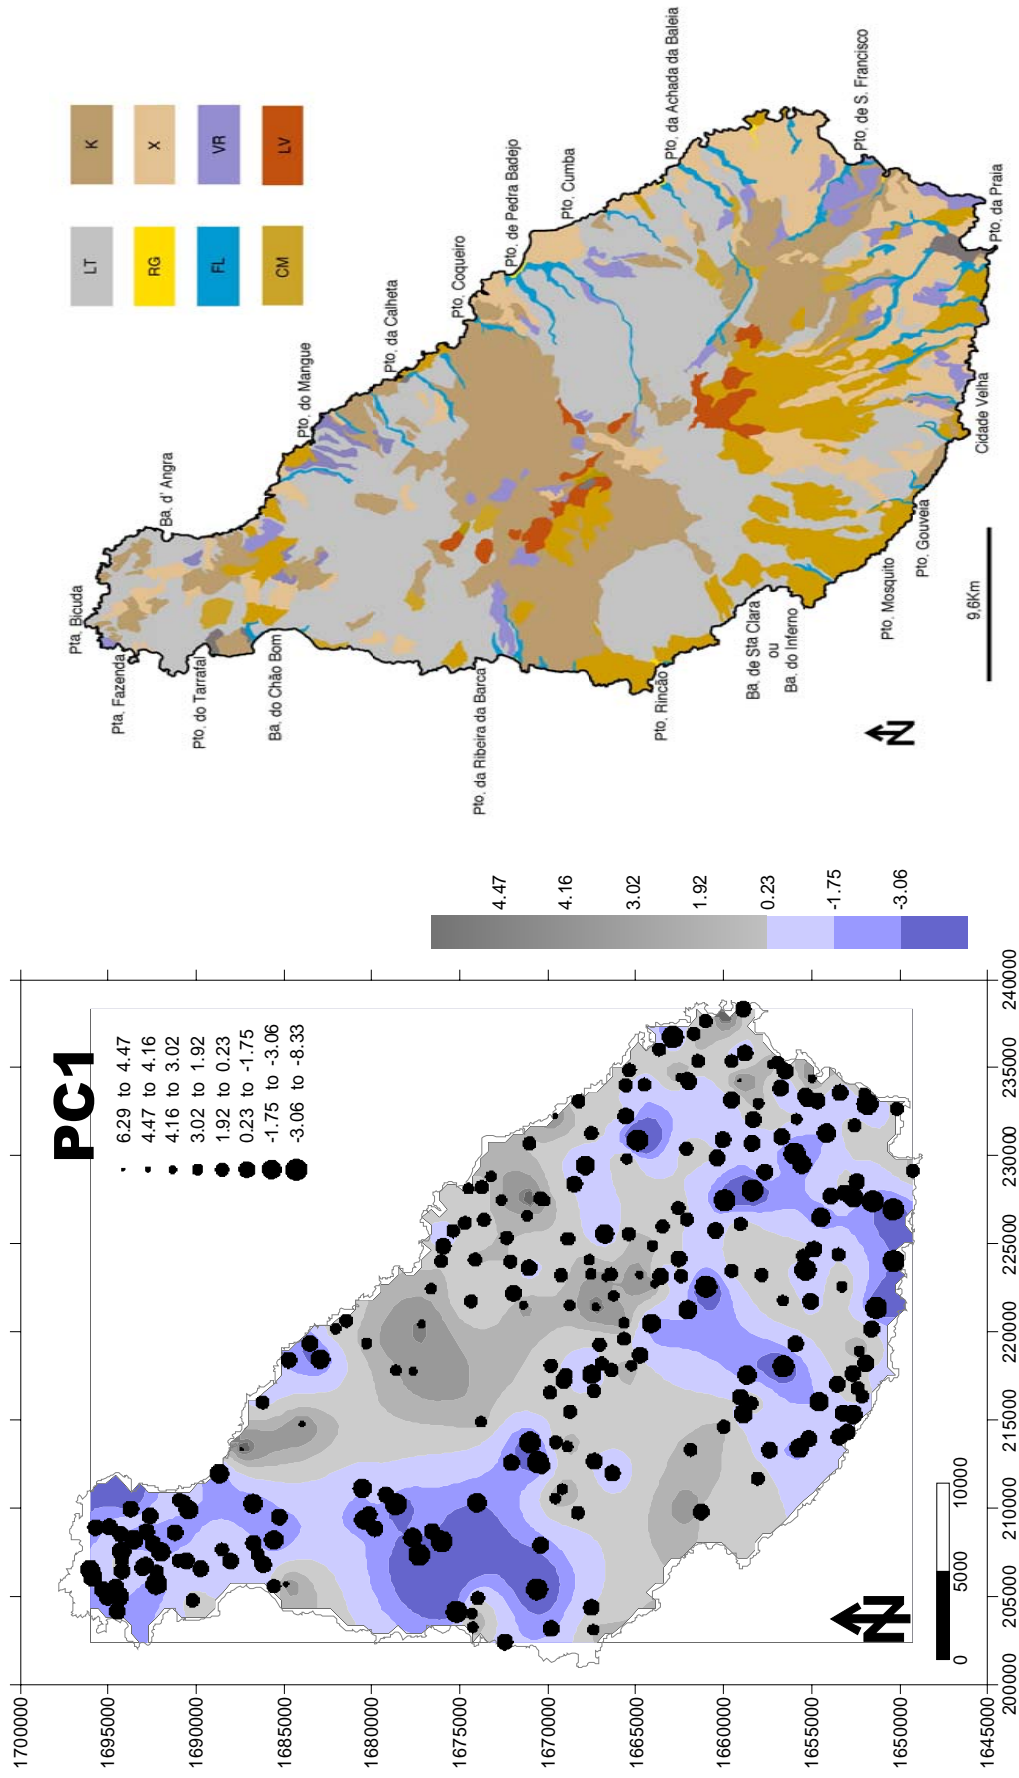 K
X
VR
LV
LT
RG
FL
CM
Pta. Bicuda
Ba. d' Angra
Pto. do Mangue
Pto. da Calheta
Pto. Coqueiro
Pto. de Pedra Badejo
Pto. Cumba
Pto. da Achada da Baleia
Pto. de S. Francisco
Pto. da Praia
Cidade Velha
Pto. Gouveia
Pto. Mosquito
Ba. de Sta Clara
ou
Ba. do Inferno
Pto. Rincão
Pto. da Ribeira da Barca
Ba. do Chão Bom
Pto. do Tarrafal
Pta. Fazenda
9,6Km
N
PC1
6.29 to 4.47
4.47 to 4.16
4.16 to 3.02
3.02 to 1.92
1.92 to 0.23
0.23 to -1.75
-1.75 to -3.06
-3.06 to -8.33
4.47
4.16
3.02
1.92
0.23
-1.75
-3.06
1700000
1695000
1690000
1685000
1680000
1675000
1670000
1665000
1660000
1655000
1650000
1645000
200000
205000
210000
215000
220000
225000
230000
235000
240000
N
0
5000
10000